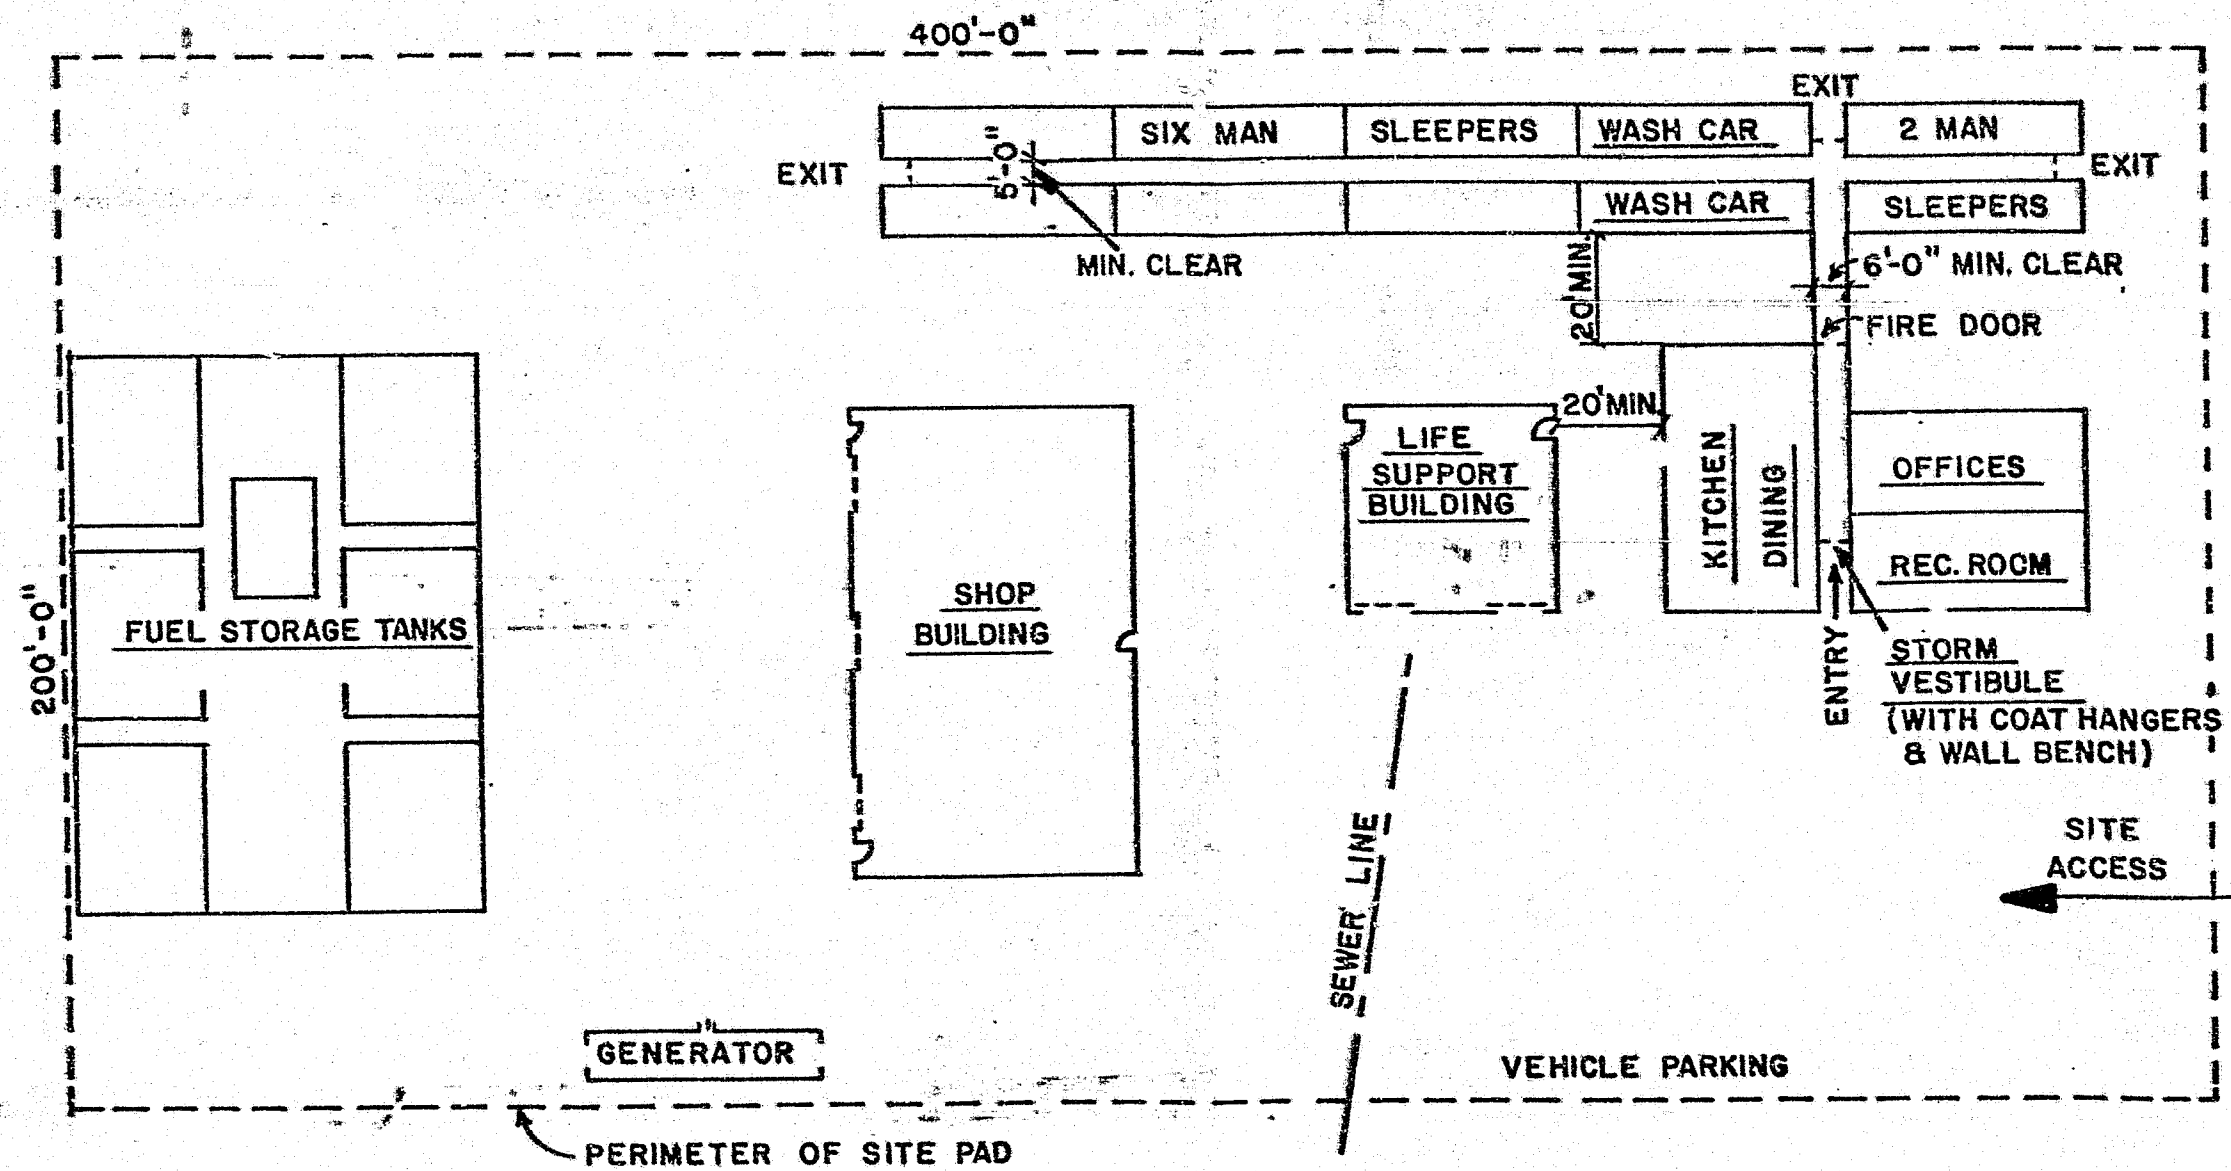 400'-0"
EXIT
SIX MAN
SLEEPERS
WASH CAR
2 MAN
EXIT
5'-0"
EXIT
WASH CAR
SLEEPERS
MIN. CLEAR
20' MIN.
6'-0" MIN. CLEAR
FIRE DOOR
20' MIN.
LIFE
SUPPORT
BUILDING
KITCHEN
DINING
OFFICES
REC. ROOM
SHOP
BUILDING
FUEL STORAGE TANKS
200'-0"
ENTRY
STORM
VESTIBULE
(WITH COAT HANGERS
& WALL BENCH)
SITE
ACCESS
SEWER LINE
GENERATOR
VEHICLE PARKING
PERIMETER OF SITE PAD